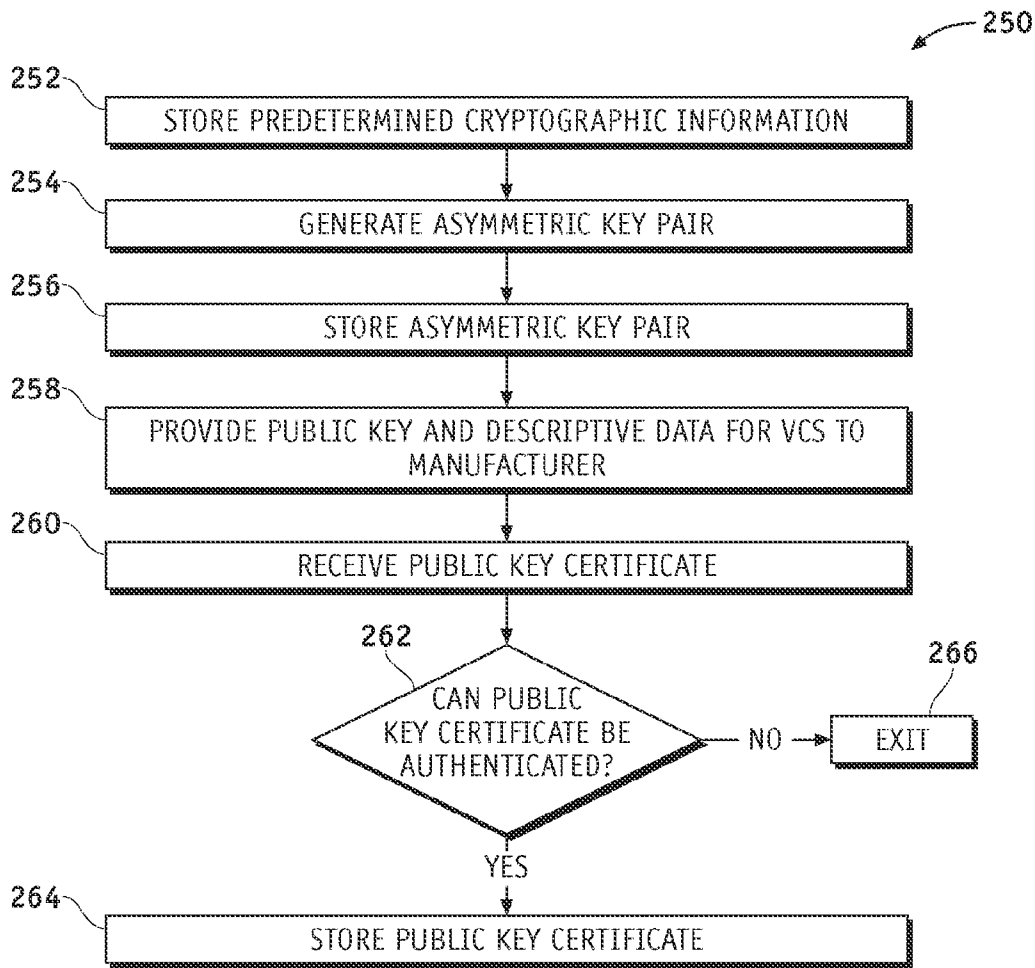 250
252
STORE PREDETERMINED CRYPTOGRAPHIC INFORMATION
254
GENERATE ASYMMETRIC KEY PAIR
256
STORE ASYMMETRIC KEY PAIR
258
PROVIDE PUBLIC KEY AND DESCRIPTIVE DATA FOR VCS TO
MANUFACTURER
260
RECEIVE PUBLIC KEY CERTIFICATE
262
CAN PUBLIC
KEY CERTIFICATE BE
AUTHENTICATED?
NO
266
EXIT
YES
264
STORE PUBLIC KEY CERTIFICATE